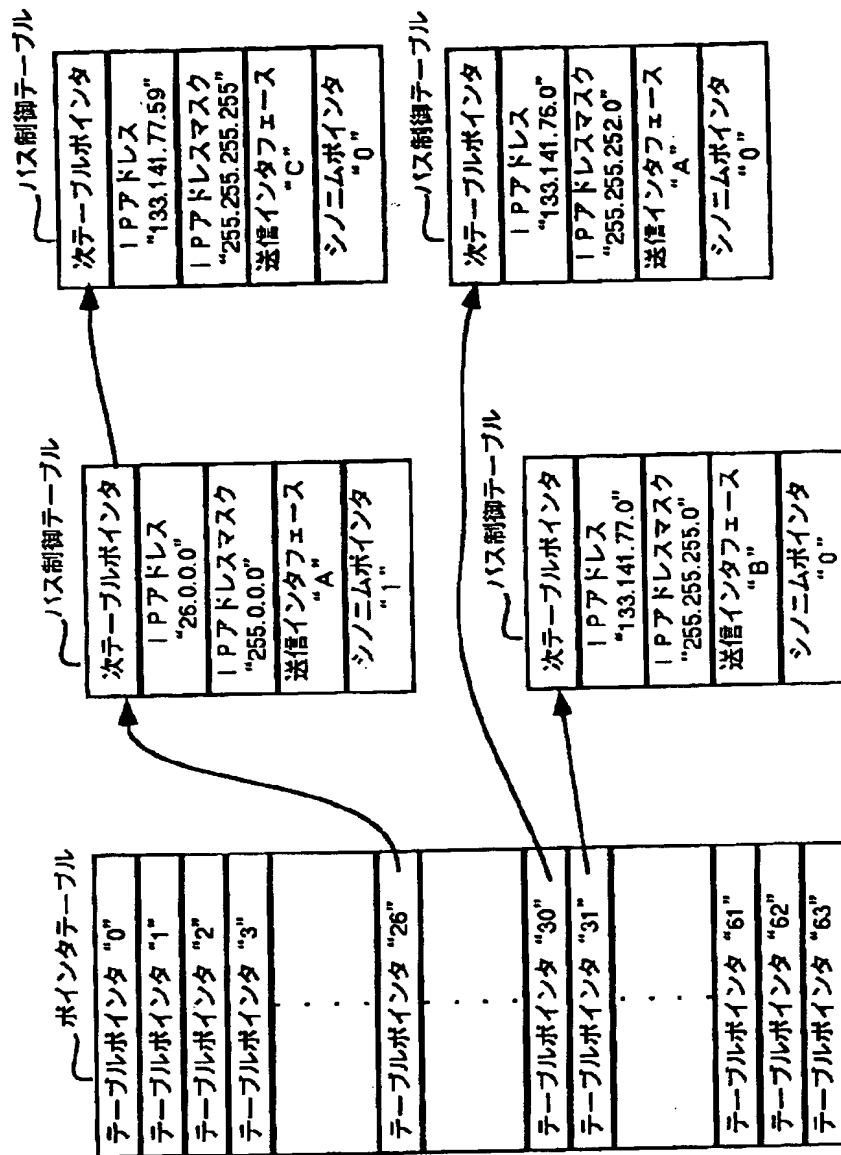 ポインタテーブル
テーブルポインタ “0”
テーブルポインタ “1”
テーブルポインタ “2”
テーブルポインタ “3”
テーブルポインタ “26”
テーブルポインタ “30”
テーブルポインタ “31”
テーブルポインタ “61”
テーブルポインタ “62”
テーブルポインタ “63”
パス制御テーブル
次テーブルポインタ
IPアドレス
“26.0.0.0”
IPアドレスマスク
“255.0.0.0”
送信インタフェース
“A”
シノニムポインタ
“1”
パス制御テーブル
次テーブルポインタ
IPアドレス
“133.141.77.0”
IPアドレスマスク
“255.255.255.0”
送信インタフェース
“B”
シノニムポインタ
“0”
パス制御テーブル
次テーブルポインタ
IPアドレス
“133.141.77.59”
IPアドレスマスク
“255.255.255.255”
送信インタフェース
“C”
シノニムポインタ
“0”
パス制御テーブル
次テーブルポインタ
IPアドレス
“133.141.76.0”
IPアドレスマスク
“255.255.252.0”
送信インタフェース
“A”
シノニムポインタ
“0”